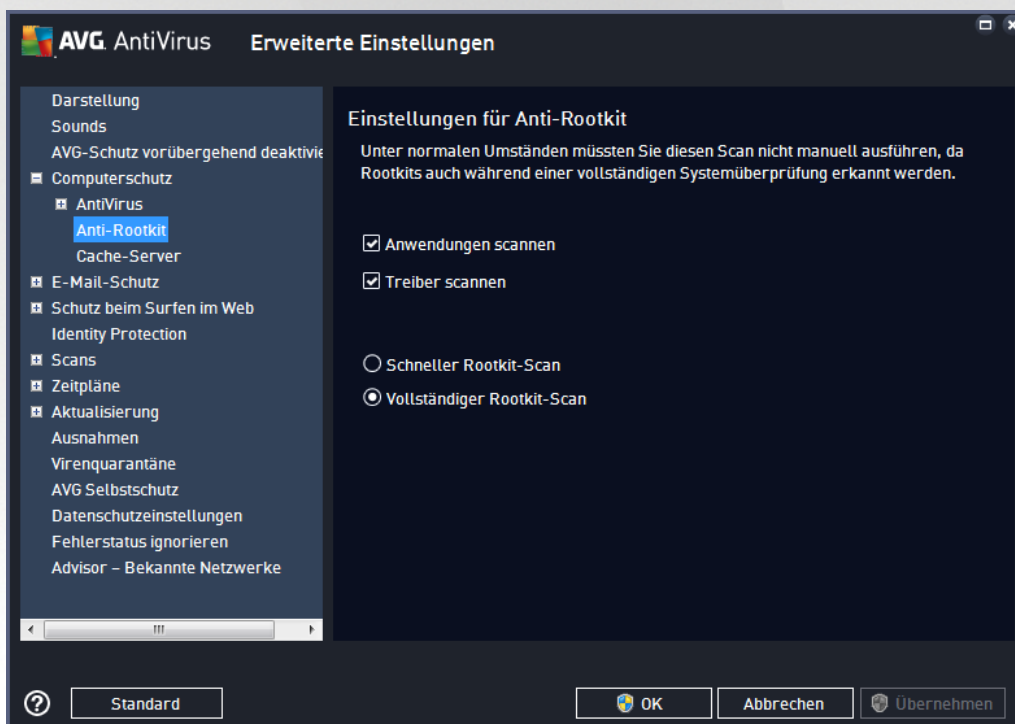 AVG. AntiVirus
Erweiterte Einstellungen
Darstellung
Sounds
AVG-Schutz vorübergehend deaktivie
Computerschutz
AntiVirus
Anti-Rootkit
Cache-Server
E-Mail-Schutz
Schutz beim Surfen im Web
Identity Protection
Scans
Zeitpläne
Aktualisierung
Ausnahmen
Virenquarantäne
AVG Selbstschutz
Datenschutzeinstellungen
Fehlerstatus ignorieren
Advisor – Bekannte Netzwerke
Einstellungen für Anti-Rootkit
Unter normalen Umständen müssten Sie diesen Scan nicht manuell ausführen, da
Rootkits auch während einer vollständigen Systemüberprüfung erkannt werden.
Anwendungen scannen
Treiber scannen
Schneller Rootkit-Scan
Vollständiger Rootkit-Scan
?
Standard
OK
Abbrechen
Übernehmen